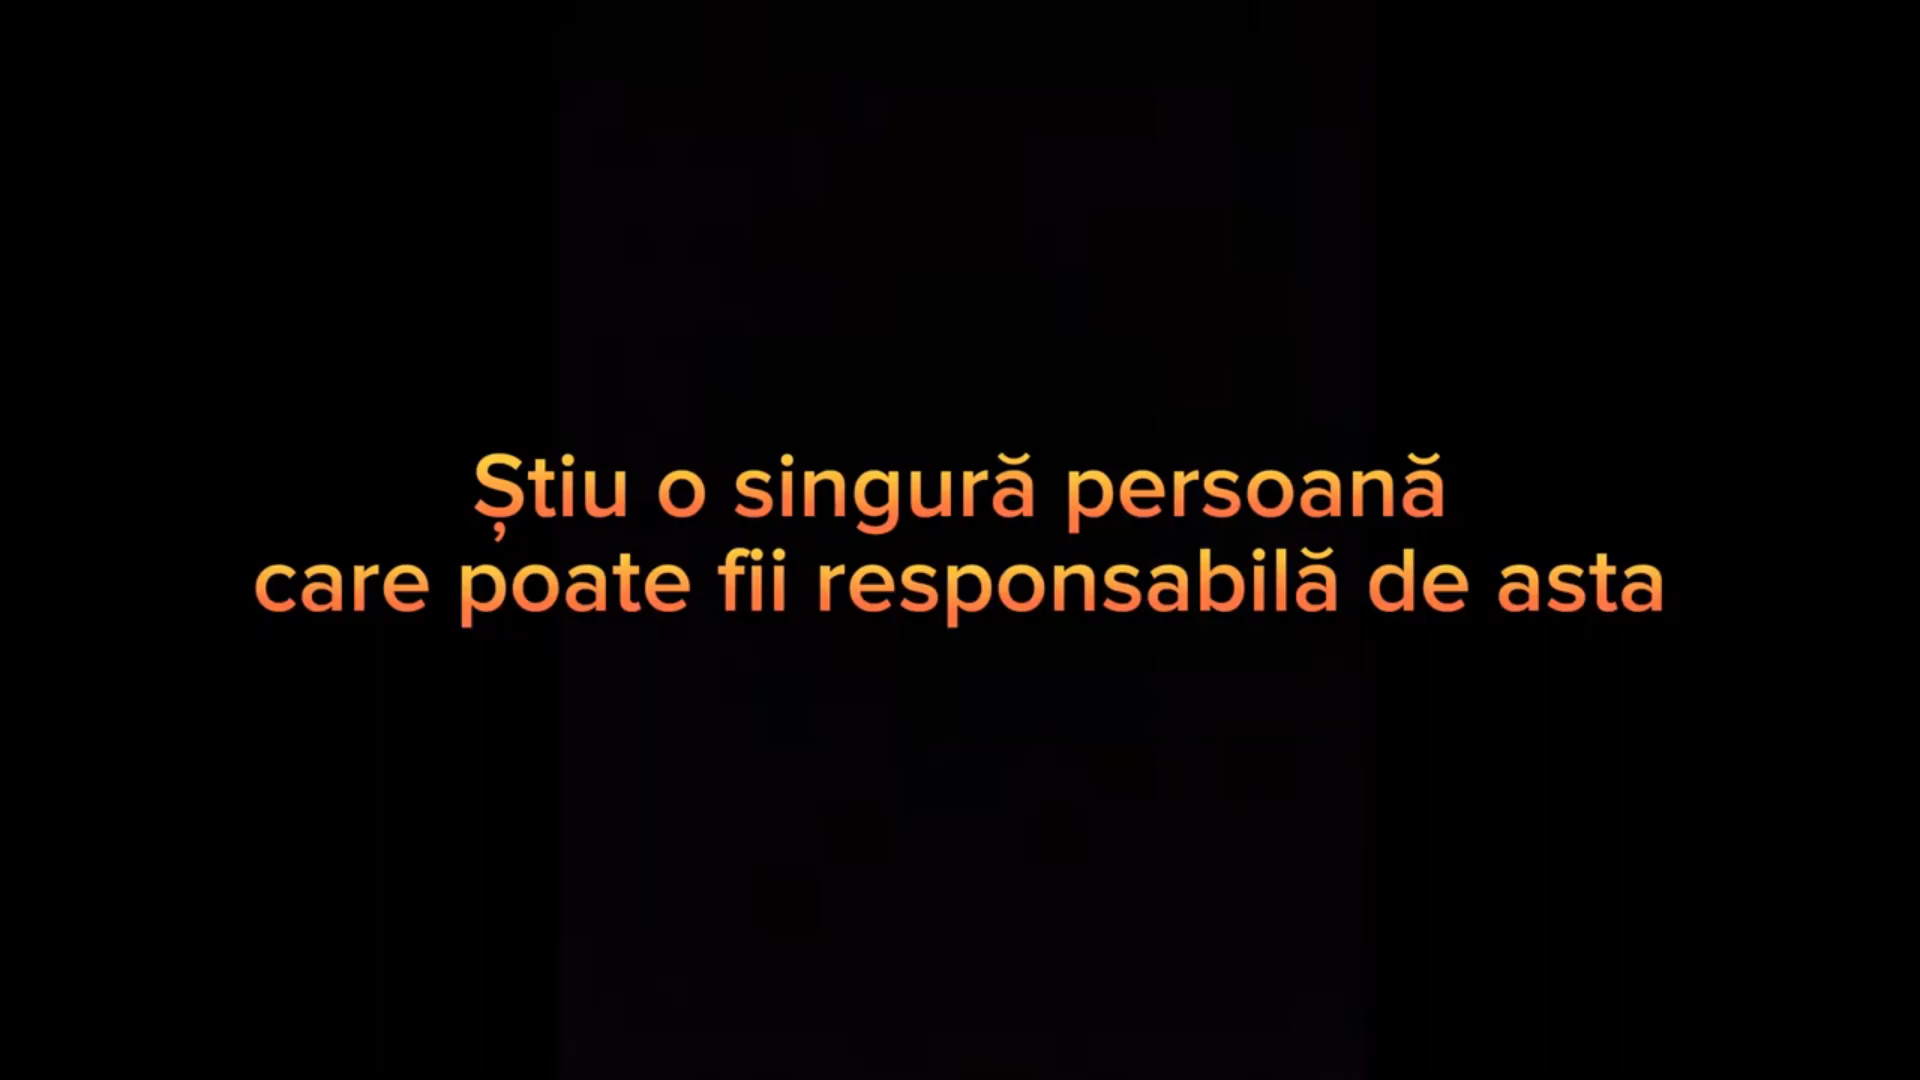 Știu o singură persoană
care poate fii responsabilă de asta